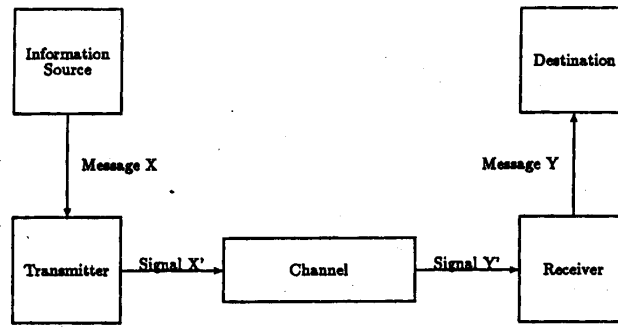 Information
Source
Destination
Message X
Message Y
Transmitter
Signal X'
Channel
Signal Y'
Receiver